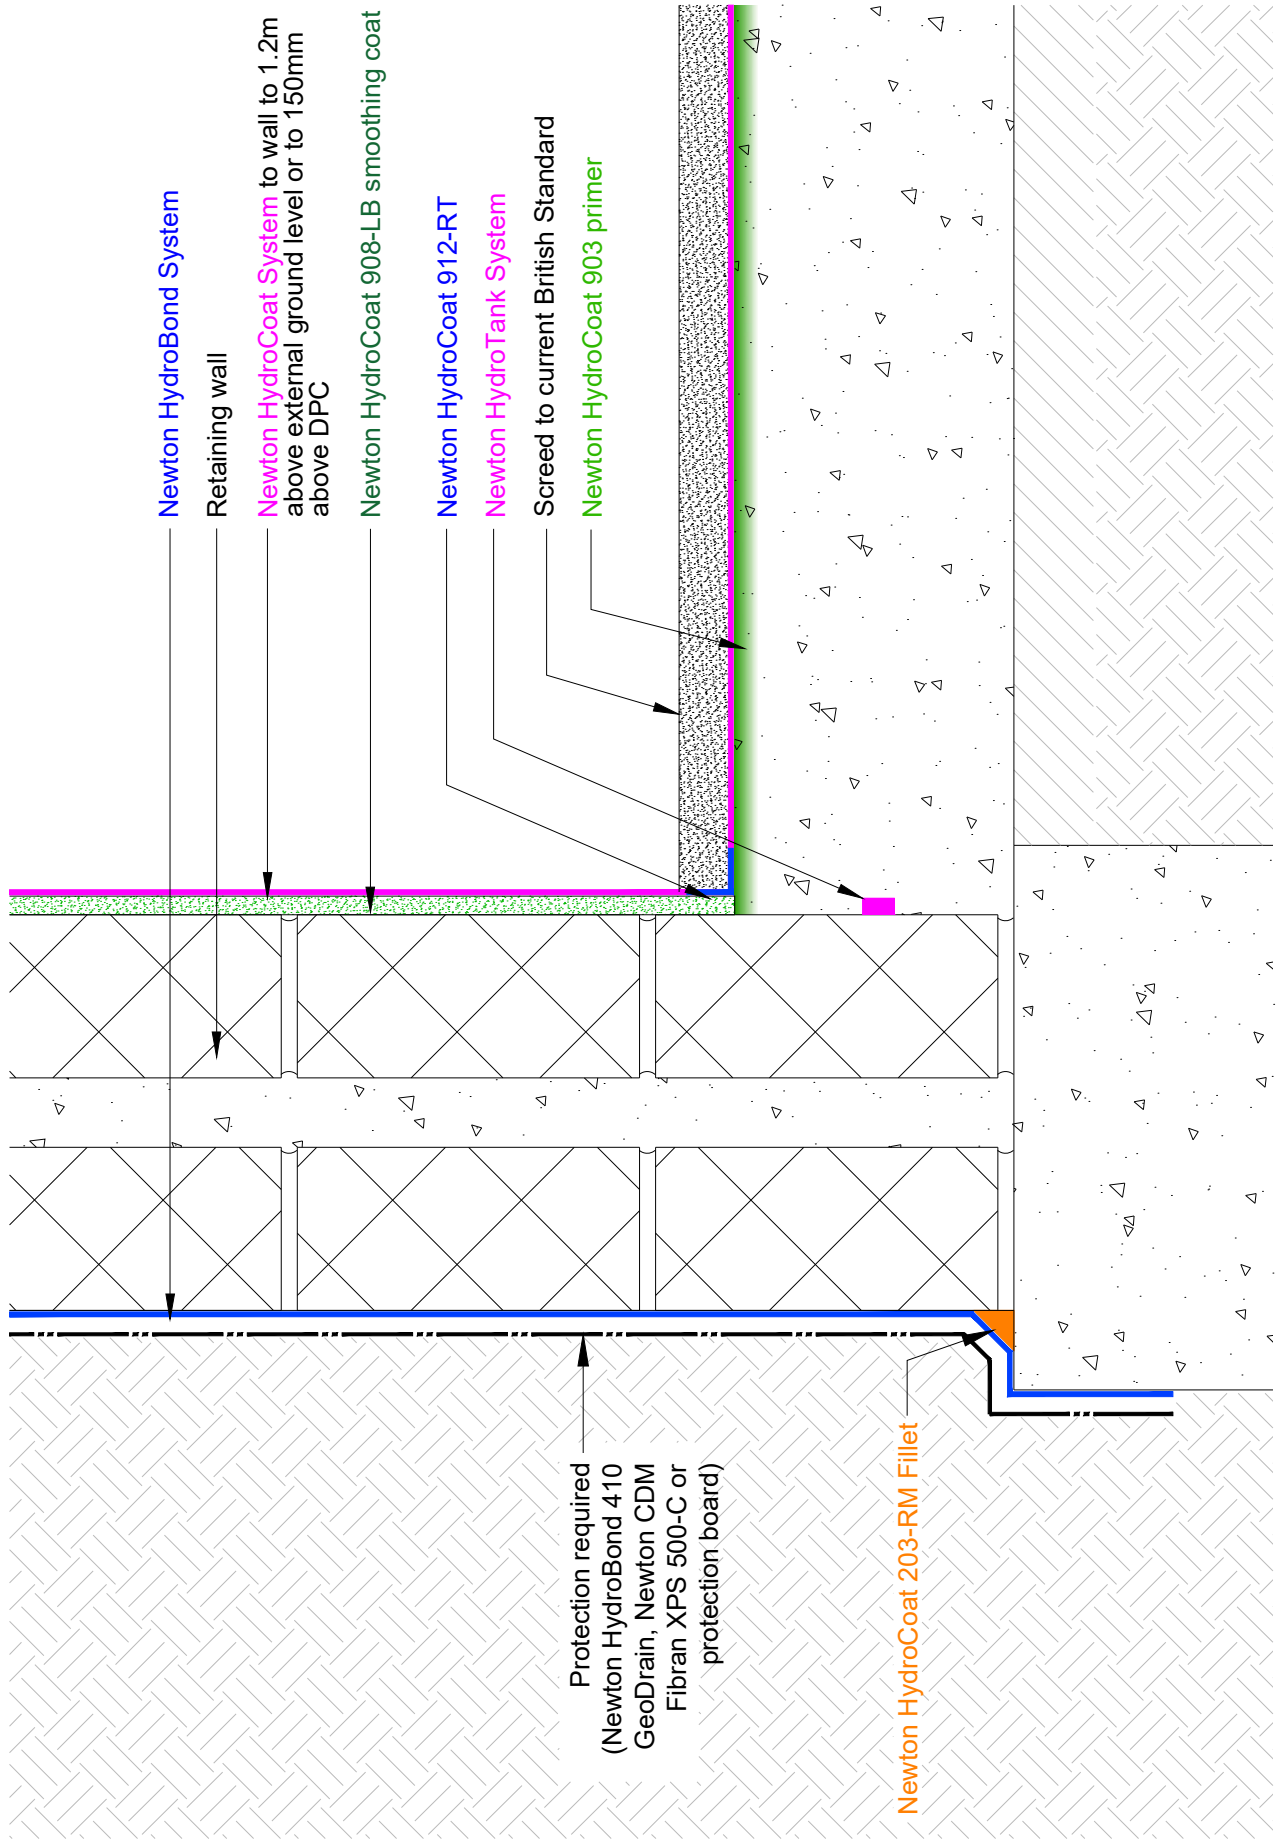 Newton HydroBond System
Retaining wall
Newton HydroCoat System to wall to 1.2m
above external ground level or to 150mm
above DPC
Newton HydroCoat 908-LB smoothing coat
Newton HydroCoat 912-RT
Newton HydroTank System
Screed to current British Standard
Newton HydroCoat 903 primer
Protection required
(Newton HydroBond 410
GeoDrain, Newton CDM
Fibran XPS 500-C or
protection board)
Newton HydroCoat 203-RM Fillet